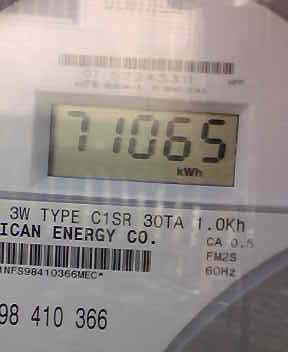 71065
kWh
3W TYPE C1SR 30TA 1.0Kh
ICAN ENERGY CO.
CA 0.5
FM2S
60Hz
1NFS98410366MEC*
98 410 366